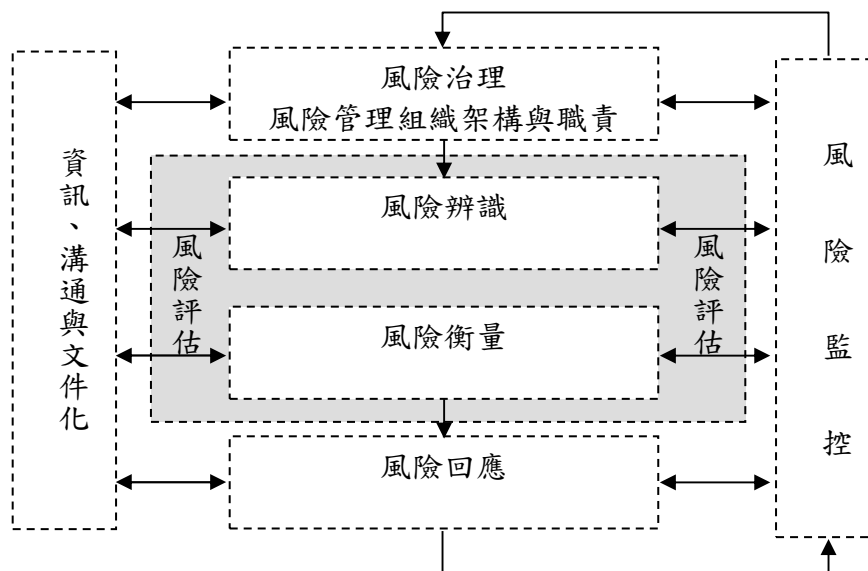 風險治理
風險管理組織架構與職責
資訊、溝通與文件化
風險辨識
風險評估
風險評估
風險衡量
風險回應
風險監控